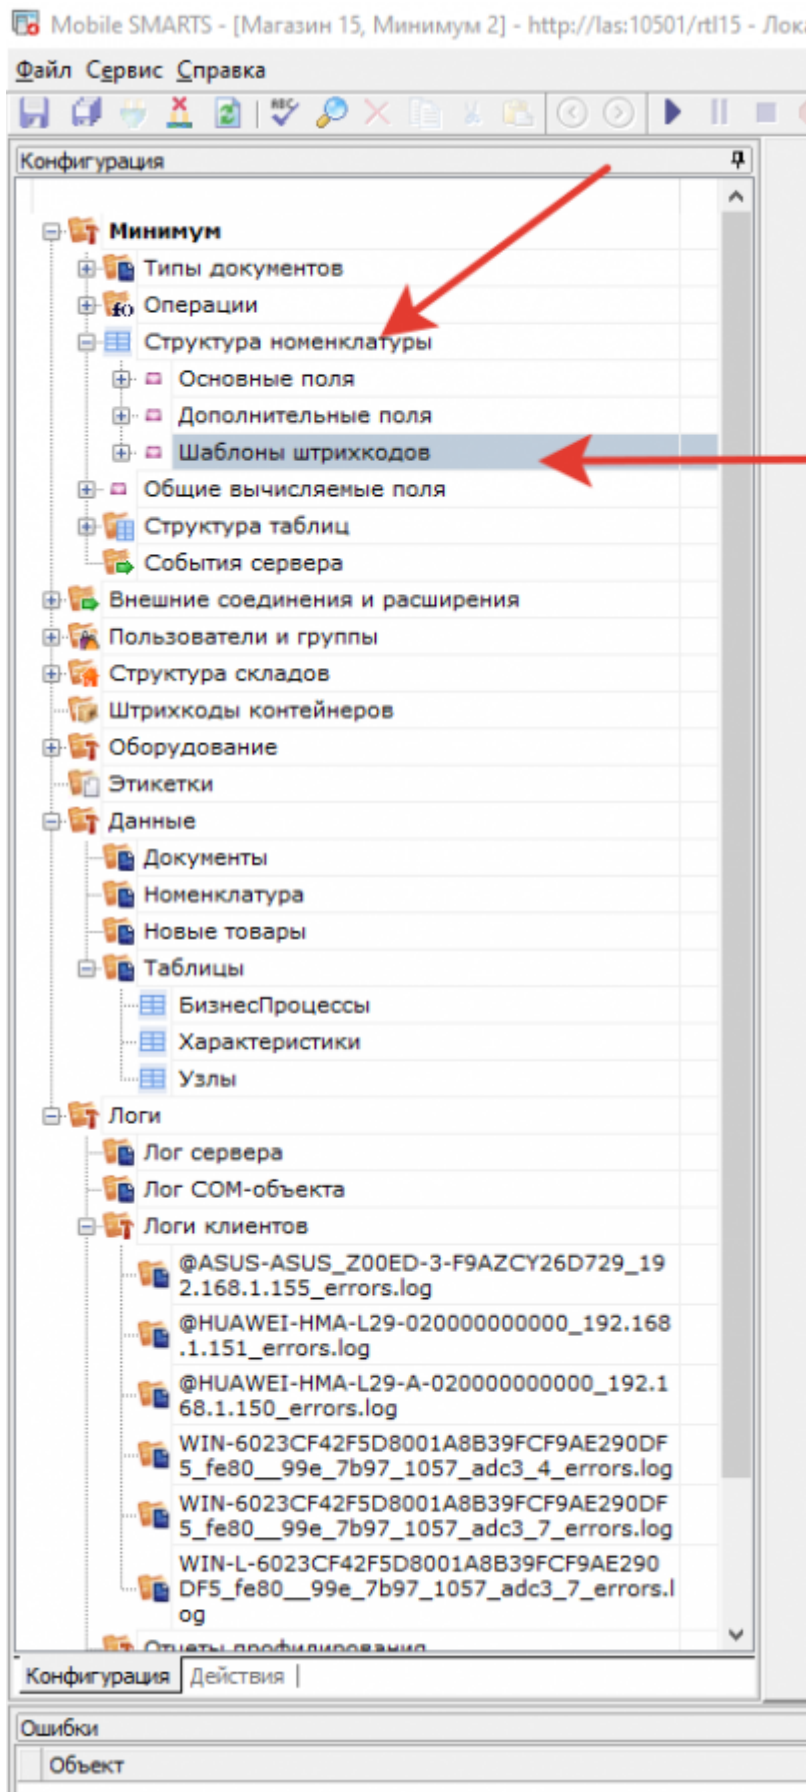 Mobile SMARTS - [Магазин 15, Минимум 2] - http://las:10501/rtl15 - Лок
Файл Сервис Справка
ABC
Конфигурация
Минимум
Типы документов
f()
Операции
Структура номенклатуры
Основные поля
Дополнительные поля
Шаблоны штрихкодов
Общие вычисляемые поля
Структура таблиц
События сервера
Внешние соединения и расширения
Пользователи и группы
Структура складов
Штрихкоды контейнеров
Оборудование
Этикетки
Данные
Документы
Номенклатура
Новые товары
Таблицы
БизнесПроцессы
Характеристики
Узлы
Логи
Лог сервера
Лог COM-объекта
Логи клиентов
@ASUS-ASUS_Z00ED-3-F9AZCY26D729_19
2.168.1.155_errors.log
@HUAWEI-HMA-L29-020000000000_192.168
.1.151_errors.log
@HUAWEI-HMA-L29-A-020000000000_192.1
68.1.150_errors.log
WIN-6023CF42F5D8001A8B39FCF9AE290DF
5_fe80__99e_7b97_1057_adc3_4_errors.log
WIN-6023CF42F5D8001A8B39FCF9AE290DF
5_fe80__99e_7b97_1057_adc3_7_errors.log
WIN-L-6023CF42F5D8001A8B39FCF9AE290
DF5_fe80__99e_7b97_1057_adc3_7_errors.l
og
Отчеты профилирования
Конфигурация Действия
Ошибки
Объект